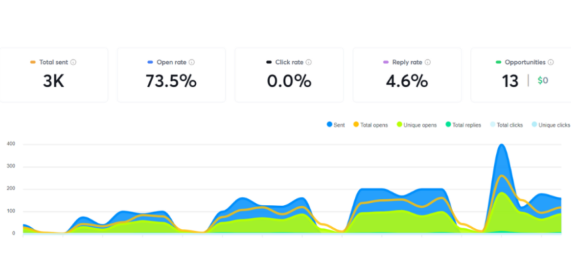 Total sent
Open rate
Click rate
Reply rate
Opportunities
3K
73.5%
0.0%
4.6%
13 | $0
Sent Total opens Unique opens Total replies Total clicks Unique clicks
400
300
200
100
0